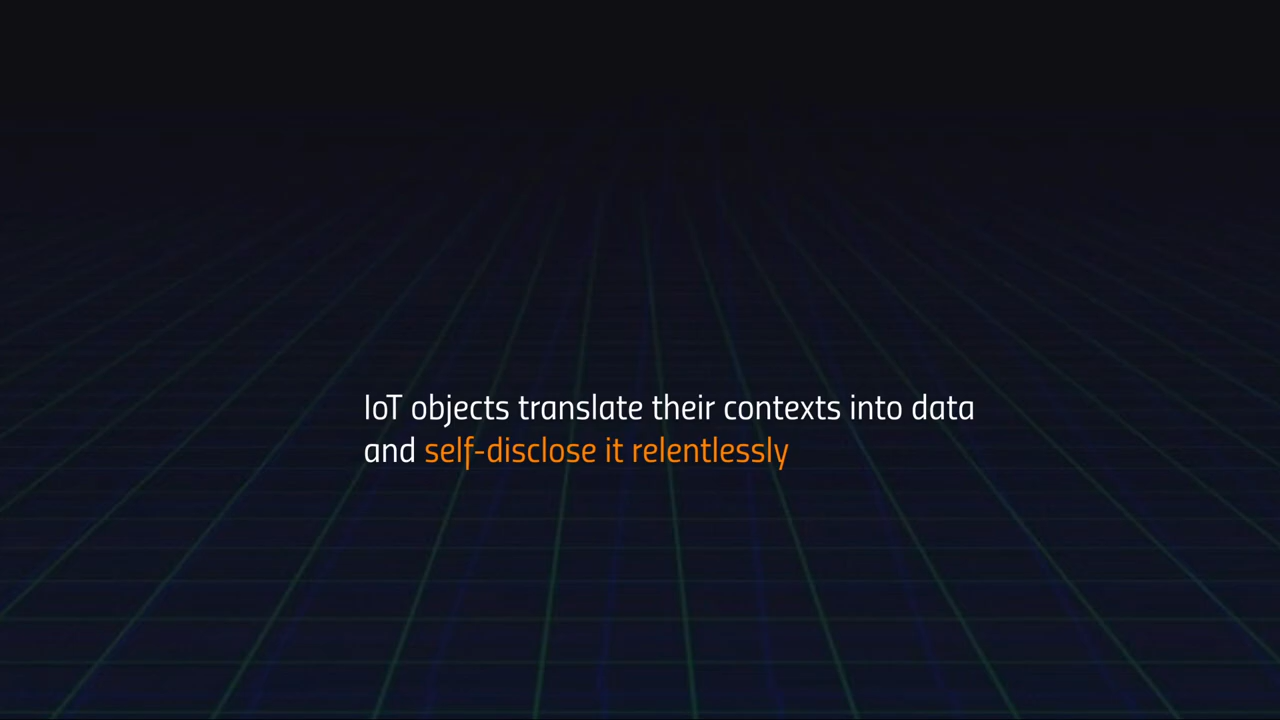 IoT objects translate their contexts into data
and self-disclose it relentlessly